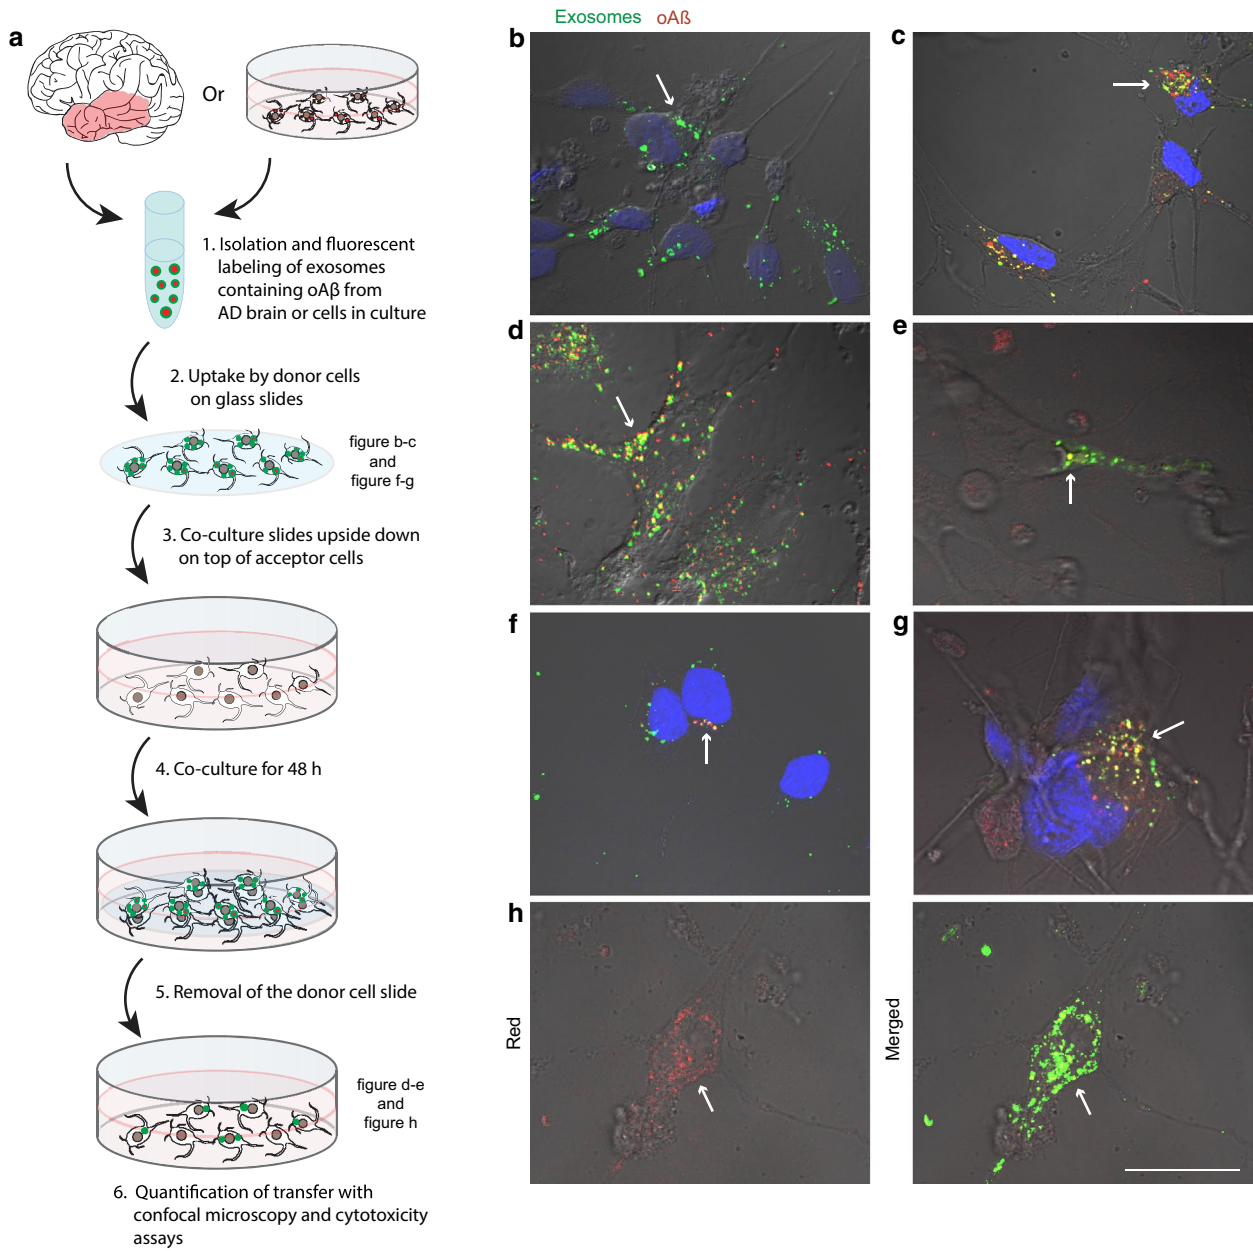 a
Or
1. Isolation and fluorescent
labeling of exosomes
containing oAβ from
AD brain or cells in culture
2. Uptake by donor cells
on glass slides
figure b-c
and
figure f-g
3. Co-culture slides upside down
on top of acceptor cells
4. Co-culture for 48 h
5. Removal of the donor cell slide
figure d-e
and
figure h
6. Quantification of transfer with
confocal microscopy and cytotoxicity
assays
Exosomes oAß
b
c
d
e
f
g
h
Red
Merged